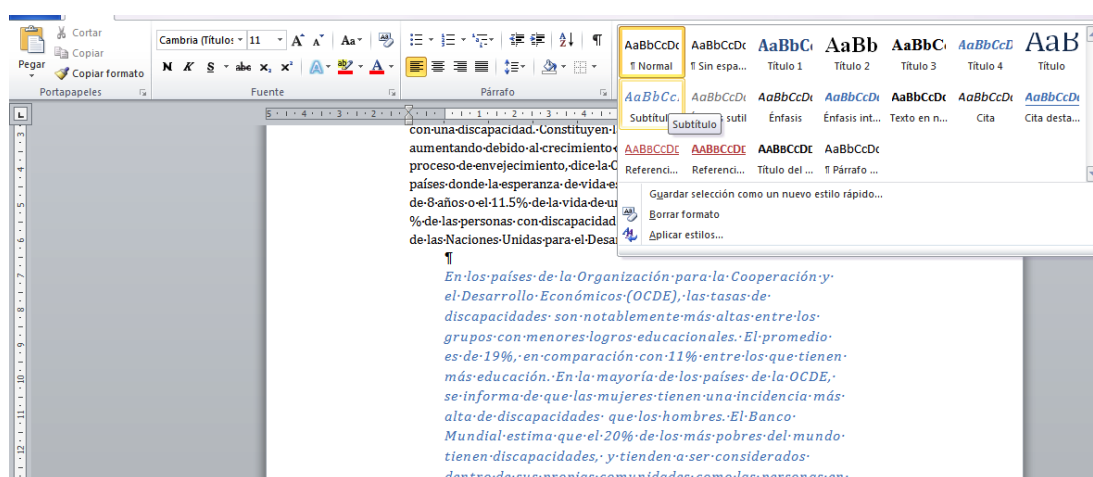 Cortar
Copiar
Pegar
Copiar formato
Portapapeles
Cambria (Títulos 11
N K S abe x₂ x² A A
Fuente
Párrafo
AaBbCcDc AaBbCcDc AaBbC AaBb AaBbC AaBbCcD AaB
¶ Normal ¶ Sin espa... Título 1 Título 2 Título 3 Título 4 Título
AaBbCc. AaBbCcDc AaBbCcDc AaBbCcDc AaBbCcDc AaBbCcDc AaBbCcDc
sutil Énfasis Énfasis int... Texto en n... Cita Cita desta...
Subtítulo
AaBbCcDc AaBbCcDc AaBbCcDc AaBbCcDc
Referenci... Referenci... Título del ... ¶ Párrafo ...
Guardar selección como un nuevo estilo rápido...
Borrar formato
Aplicar estilos...
con una discapacidad. Constituyen
aumentando debido al crecimiento
proceso de envejecimiento, dice la
países donde la esperanza de vida
de 8 años o el 11.5% de la vida de
% de las personas con discapacidad
de las Naciones Unidas para el
¶
En los países de la Organización para la Cooperación y
el Desarrollo Económicos (OCDE), las tasas de
discapacidades son notablemente más altas entre los
grupos con menores logros educacionales. El promedio
es de 19%, en comparación con 11% entre los que tienen
más educación. En la mayoría de los países de la OCDE,
se informa de que las mujeres tienen una incidencia más
alta de discapacidades que los hombres. El Banco
Mundial estima que el 20% de los más pobres del mundo
tienen discapacidades, y tienden a ser considerados
dentro de sus propias comunidades como las personas en